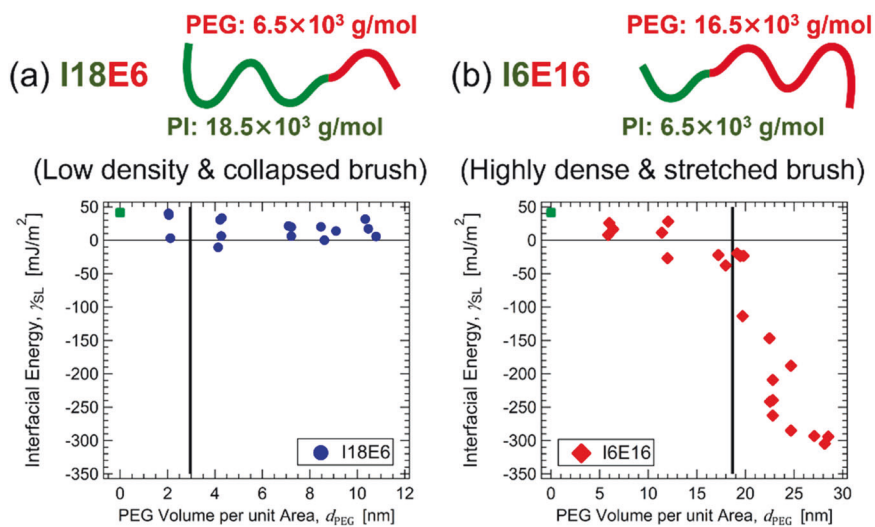 PEG: 6.5×10³ g/mol
(a) I18E6
PI: 18.5×10³ g/mol
(Low density & collapsed brush)
50
0
-50
-100
-150
-200
-250
-300
-350
Interfacial Energy, γSL [mJ/m²]
I18E6
0 2 4 6 8 10 12
PEG Volume per unit Area, dPEG [nm]
PEG: 16.5×10³ g/mol
(b) I6E16
PI: 6.5×10³ g/mol
(Highly dense & stretched brush)
50
0
-50
-100
-150
-200
-250
-300
-350
Interfacial Energy, γSL [mJ/m²]
I6E16
0 5 10 15 20 25 30
PEG Volume per unit Area, dPEG [nm]